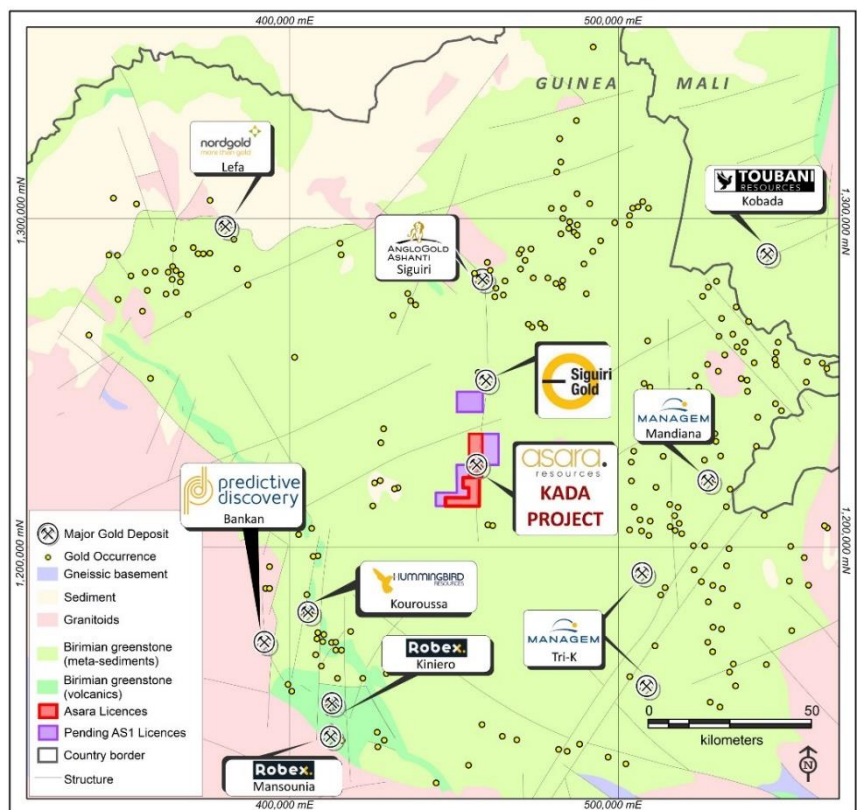 400,000 mE
500,000 mE
GUINEA
MALI
nordgold
more than gold
Lefa
1,300,000 mN
1,300,000 mN
TOUBANI
RESOURCES
Kobada
ANGLOGOLD
ASHANTI
Siguiri
Siguiri
Gold
MANAGEM
Mandiana
asara.
resources
KADA
PROJECT
predictive
discovery
Bankan
1,200,000 mN
1,200,000 mN
HUMMINGBIRD
RESOURCES
Kouroussa
MANAGEM
Tri-K
Robex.
Kiniero
Robex.
Mansounia
Major Gold Deposit
Gold Occurrence
Gneissic basement
Sediment
Granitoids
Birimian greenstone
(meta-sediments)
Birimian greenstone
(volcanics)
Asara Licences
Pending AS1 Licences
Country border
Structure
0
50
kilometers
N
400,000 mE
500,000 mE